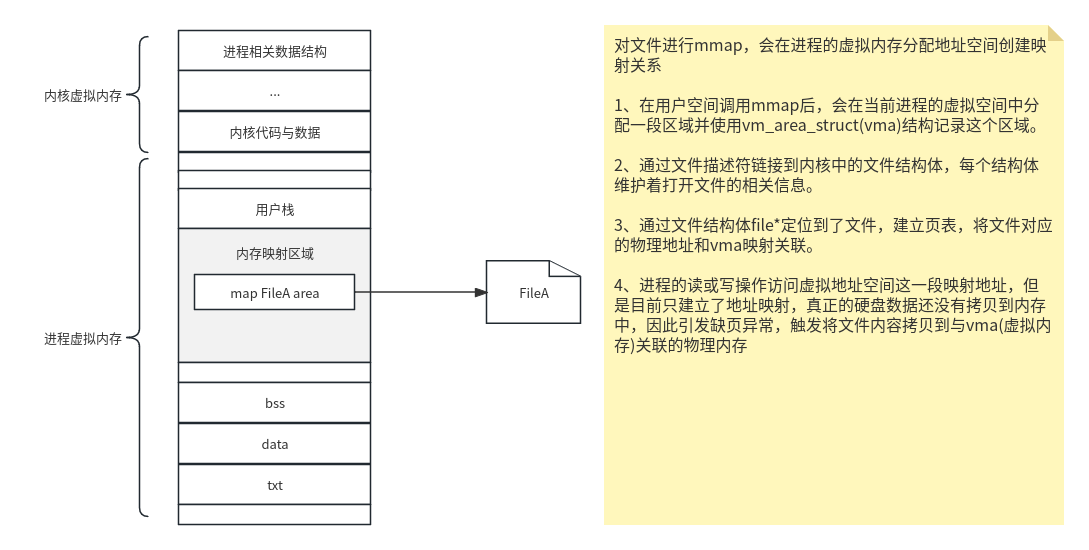 进程相关数据结构
...
内核代码与数据
内核虚拟内存
用户栈
内存映射区域
map FileA area
FileA
进程虚拟内存
bss
data
txt
对文件进行mmap，会在进程的虚拟内存分配地址空间创建映
射关系
1、在用户空间调用mmap后，会在当前进程的虚拟空间中分
配一段区域并使用vm_area_struct(vma)结构记录这个区域。
2、通过文件描述符链接到内核中的文件结构体，每个结构体
维护着打开文件的相关信息。
3、通过文件结构体file*定位到了文件，建立页表，将文件对应
的物理地址和vma映射关联。
4、进程的读或写操作访问虚拟地址空间这一段映射地址，但
是目前只建立了地址映射，真正的硬盘数据还没有拷贝到内存
中，因此引发缺页异常，触发将文件内容拷贝到与vma(虚拟内
存)关联的物理内存